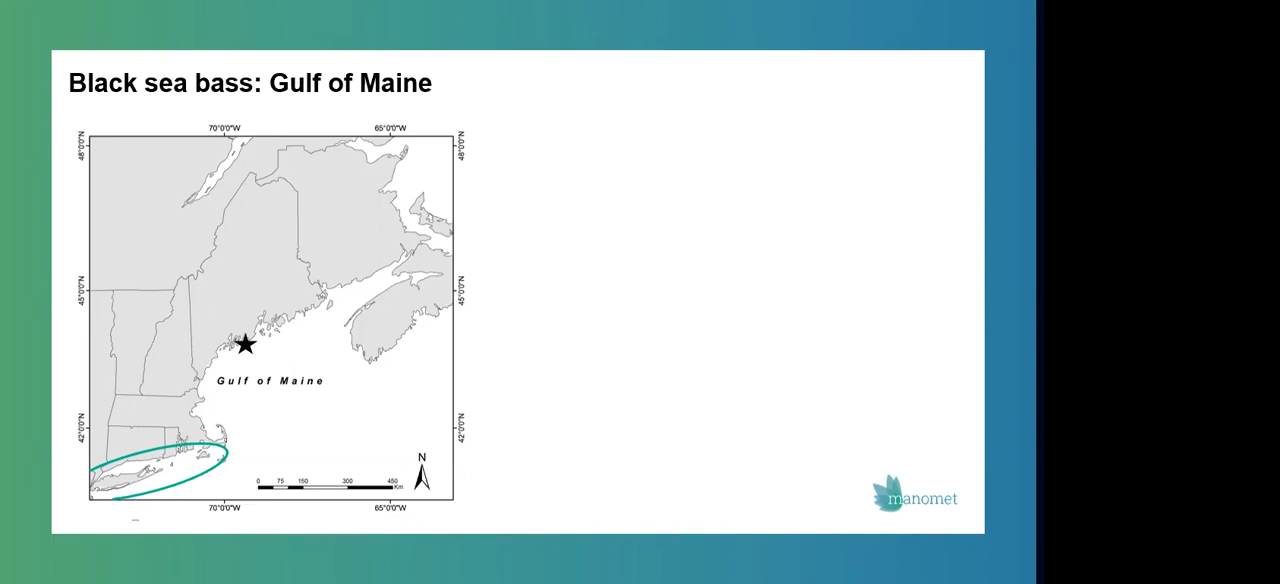 Black sea bass: Gulf of Maine
70°0'0"W 65°0'0"W
48°0'0"N 48°0'0"N
45°0'0"N 45°0'0"N
Gulf of Maine
42°0'0"N 42°0'0"N
N
0 75 150 300 450
Km
70°0'0"W 65°0'0"W
manomet